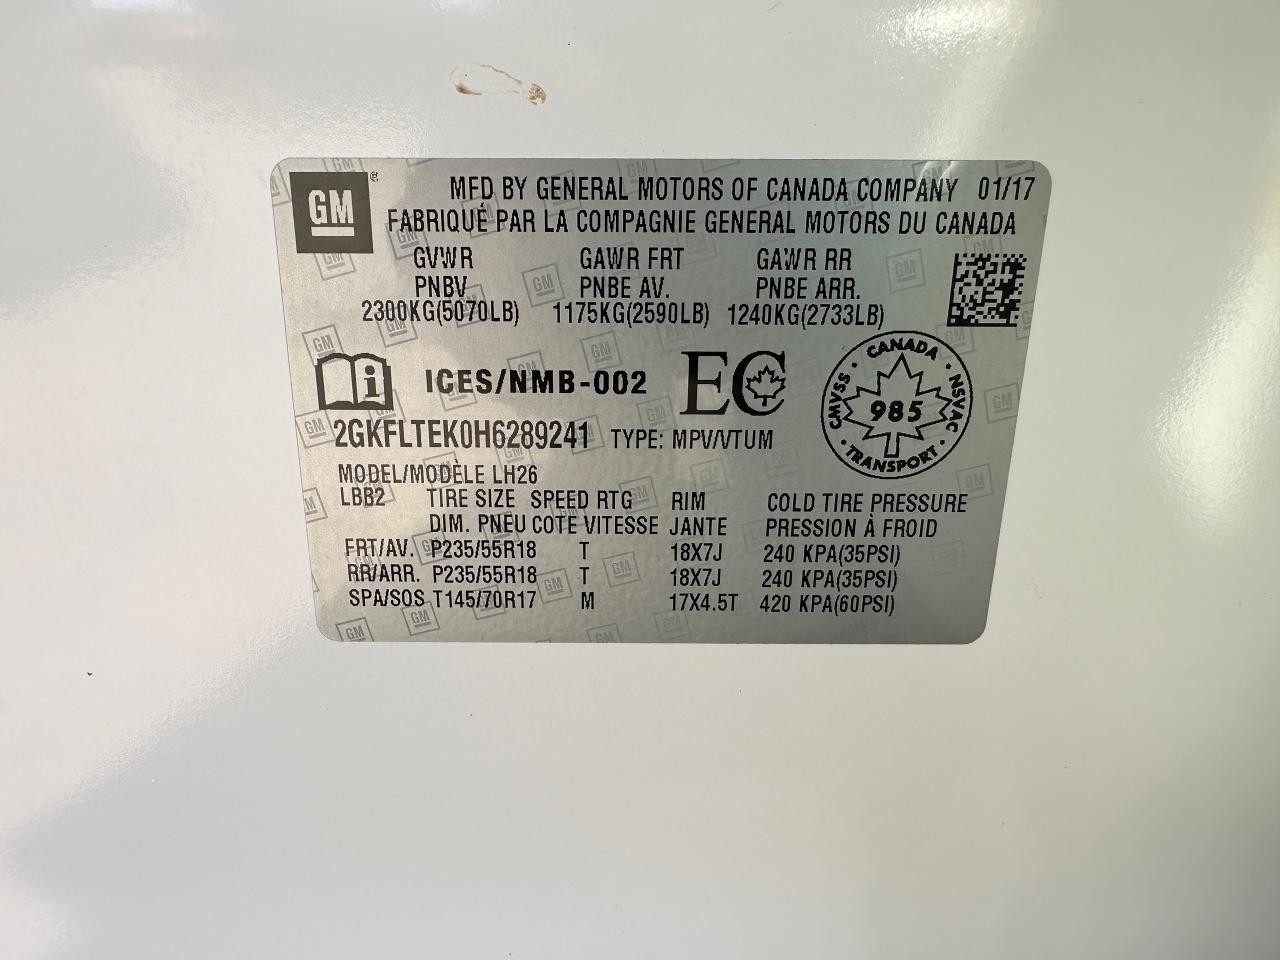 GM
MFD BY GENERAL MOTORS OF CANADA COMPANY 01/17
FABRIQUÉ PAR LA COMPAGNIE GENERAL MOTORS DU CANADA
GVWR GAWR FRT GAWR RR
PNBV PNBE AV. PNBE ARR.
2300KG(5070LB) 1175KG(2590LB) 1240KG(2733LB)
ICES/NMB-002 EC
CANADA
CMVSS 985 NSVAC
TRANSPORT
2GKFLTEK0H6289241 TYPE: MPV/VTUM
MODEL/MODÈLE LH26
LBB2 TIRE SIZE SPEED RTG RIM COLD TIRE PRESSURE
DIM. PNEU COTE VITESSE JANTE PRESSION À FROID
FRT/AV. P235/55R18 T 18X7J 240 KPA(35PSI)
RR/ARR. P235/55R18 T 18X7J 240 KPA(35PSI)
SPA/SOS T145/70R17 M 17X4.5T 420 KPA(60PSI)